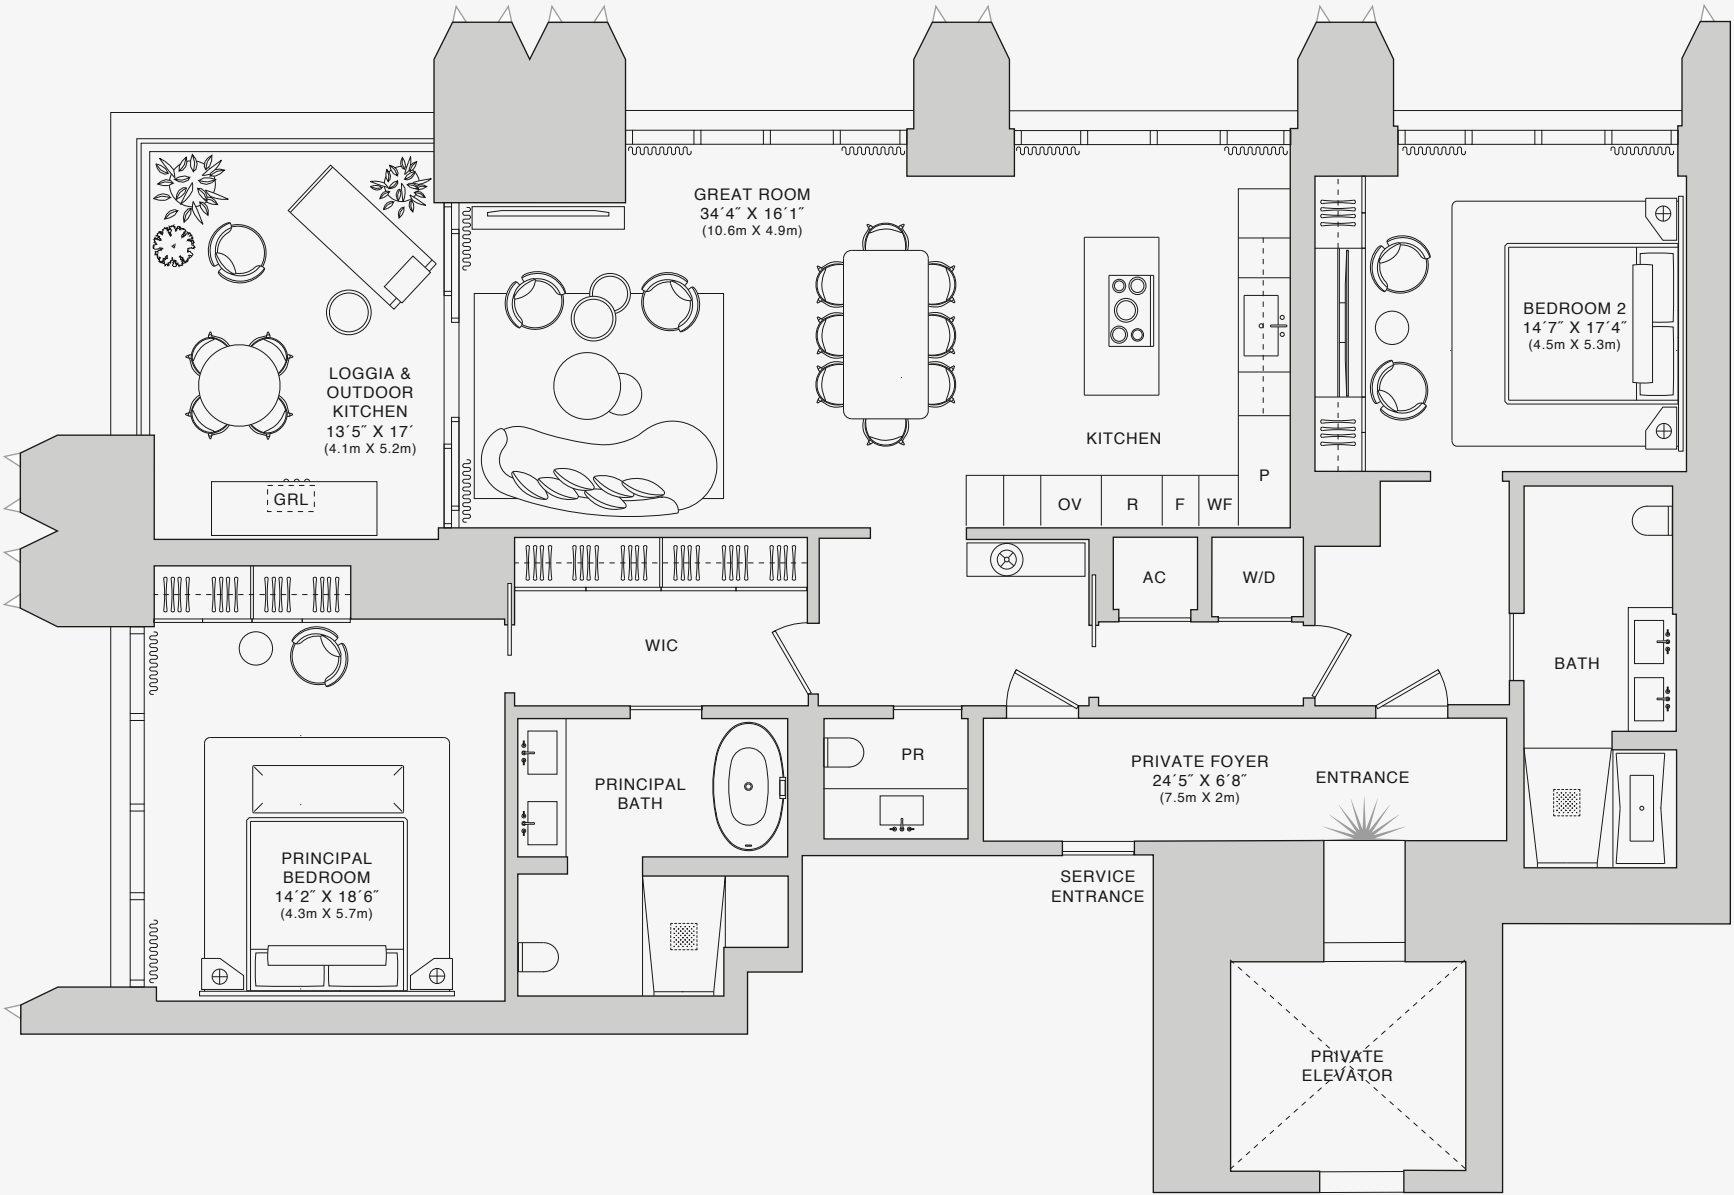 GREAT ROOM
34´4˝ X 16´1˝
(10.6m X 4.9m)
LOGGIA &
OUTDOOR
KITCHEN
13´5˝ X 17´
(4.1m X 5.2m)
GRL
KITCHEN
OV
R
F
WF
P
BEDROOM 2
14´7˝ X 17´4˝
(4.5m X 5.3m)
AC
W/D
WIC
BATH
PRINCIPAL
BATH
PR
PRIVATE FOYER
24´5˝ X 6´8˝
(7.5m X 2m)
ENTRANCE
PRINCIPAL
BEDROOM
14´2˝ X 18´6˝
(4.3m X 5.7m)
SERVICE
ENTRANCE
PRIVATE
ELEVATOR